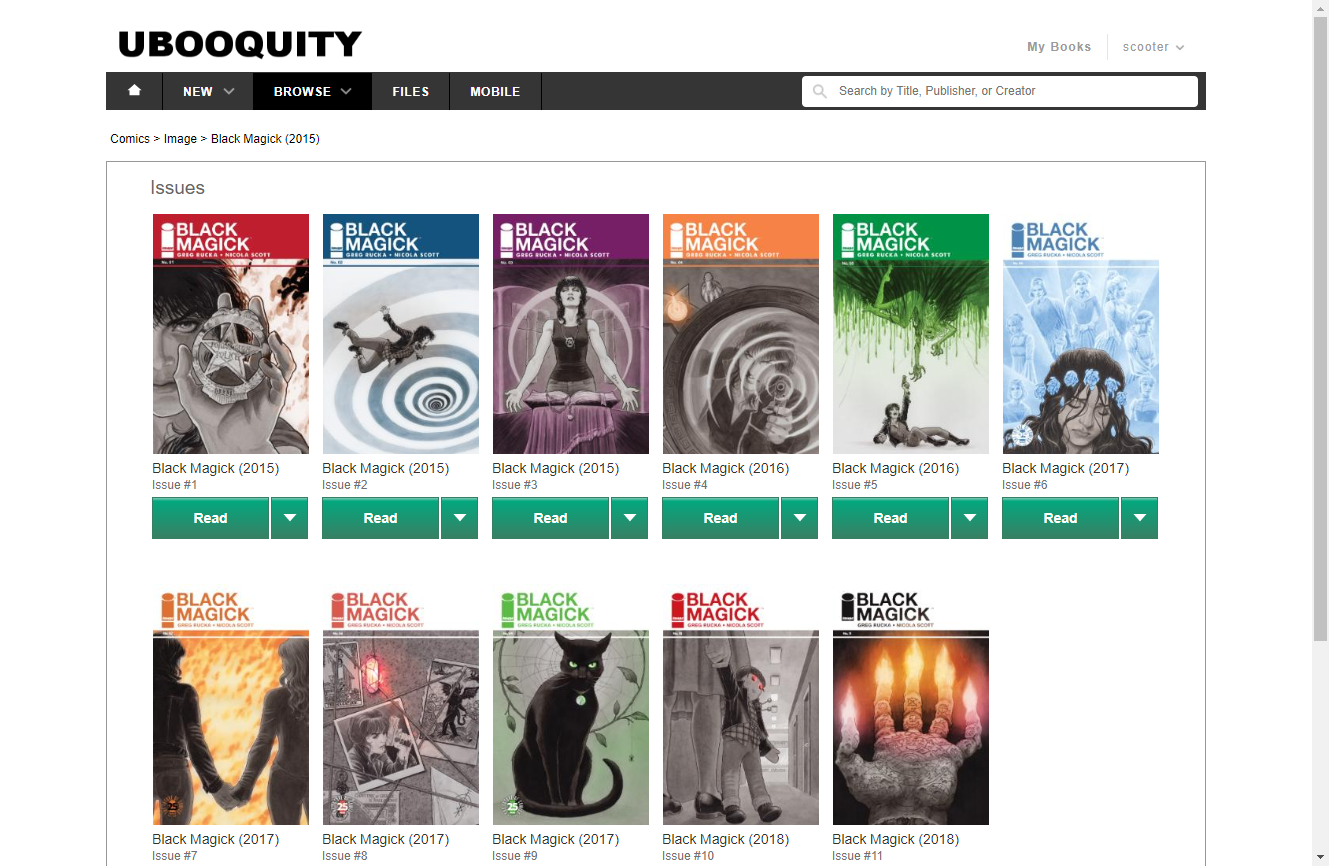 UBOOQUITY
My Books
scooter
NEW
BROWSE
FILES
MOBILE
Search by Title, Publisher, or Creator
Comics > Image > Black Magick (2015)
Issues
BLACK MAGICK
GREG RUCKA • NICOLA SCOTT
BLACK MAGICK
GREG RUCKA • NICOLA SCOTT
BLACK MAGICK
GREG RUCKA • NICOLA SCOTT
BLACK MAGICK
GREG RUCKA • NICOLA SCOTT
BLACK MAGICK
GREG RUCKA • NICOLA SCOTT
BLACK MAGICK
GREG RUCKA • NICOLA SCOTT
Black Magick (2015)
Issue #1
Read
Black Magick (2015)
Issue #2
Read
Black Magick (2015)
Issue #3
Read
Black Magick (2016)
Issue #4
Read
Black Magick (2016)
Issue #5
Read
Black Magick (2017)
Issue #6
Read
BLACK MAGICK
GREG RUCKA • NICOLA SCOTT
BLACK MAGICK
GREG RUCKA • NICOLA SCOTT
BLACK MAGICK
GREG RUCKA • NICOLA SCOTT
BLACK MAGICK
GREG RUCKA • NICOLA SCOTT
BLACK MAGICK
GREG RUCKA • NICOLA SCOTT
Black Magick (2017)
Issue #7
Black Magick (2017)
Issue #8
Black Magick (2017)
Issue #9
Black Magick (2018)
Issue #10
Black Magick (2018)
Issue #11